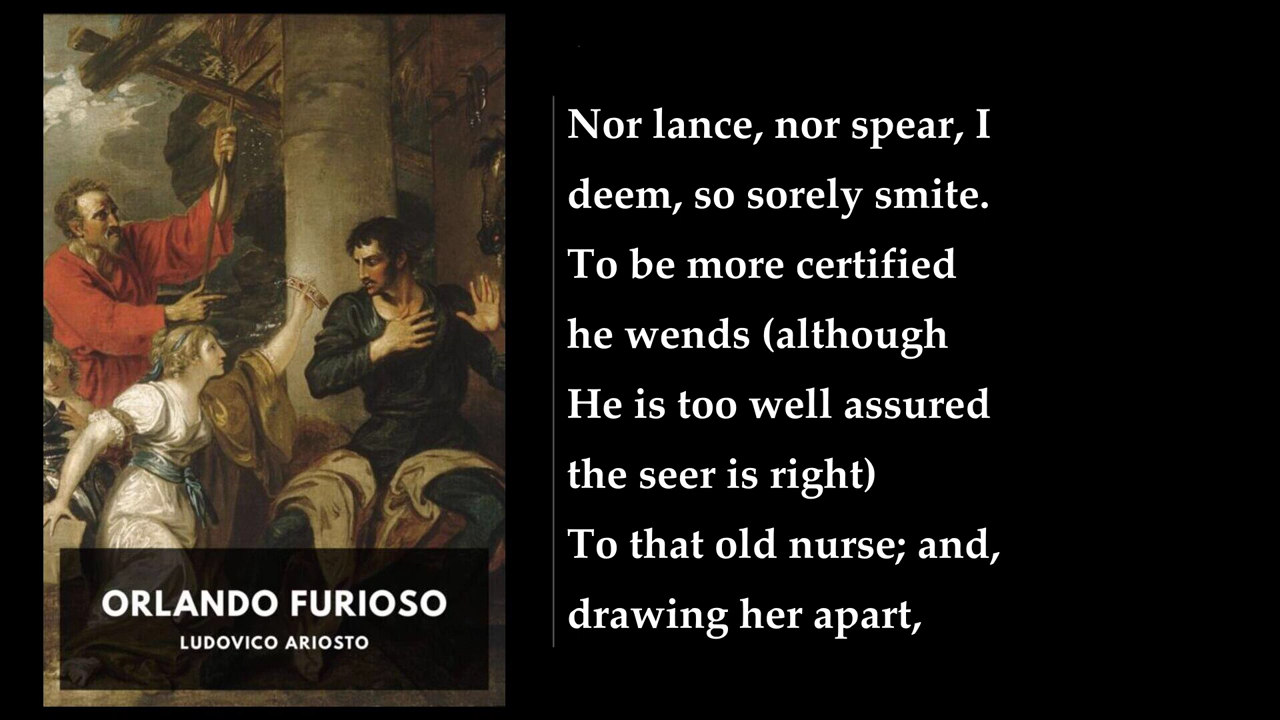 Nor lance, nor spear, I
deem, so sorely smite.
To be more certified
he wends (although
He is too well assured
the seer is right)
To that old nurse; and,
drawing her apart,
ORLANDO FURIOSO
LUDOVICO ARIOSTO